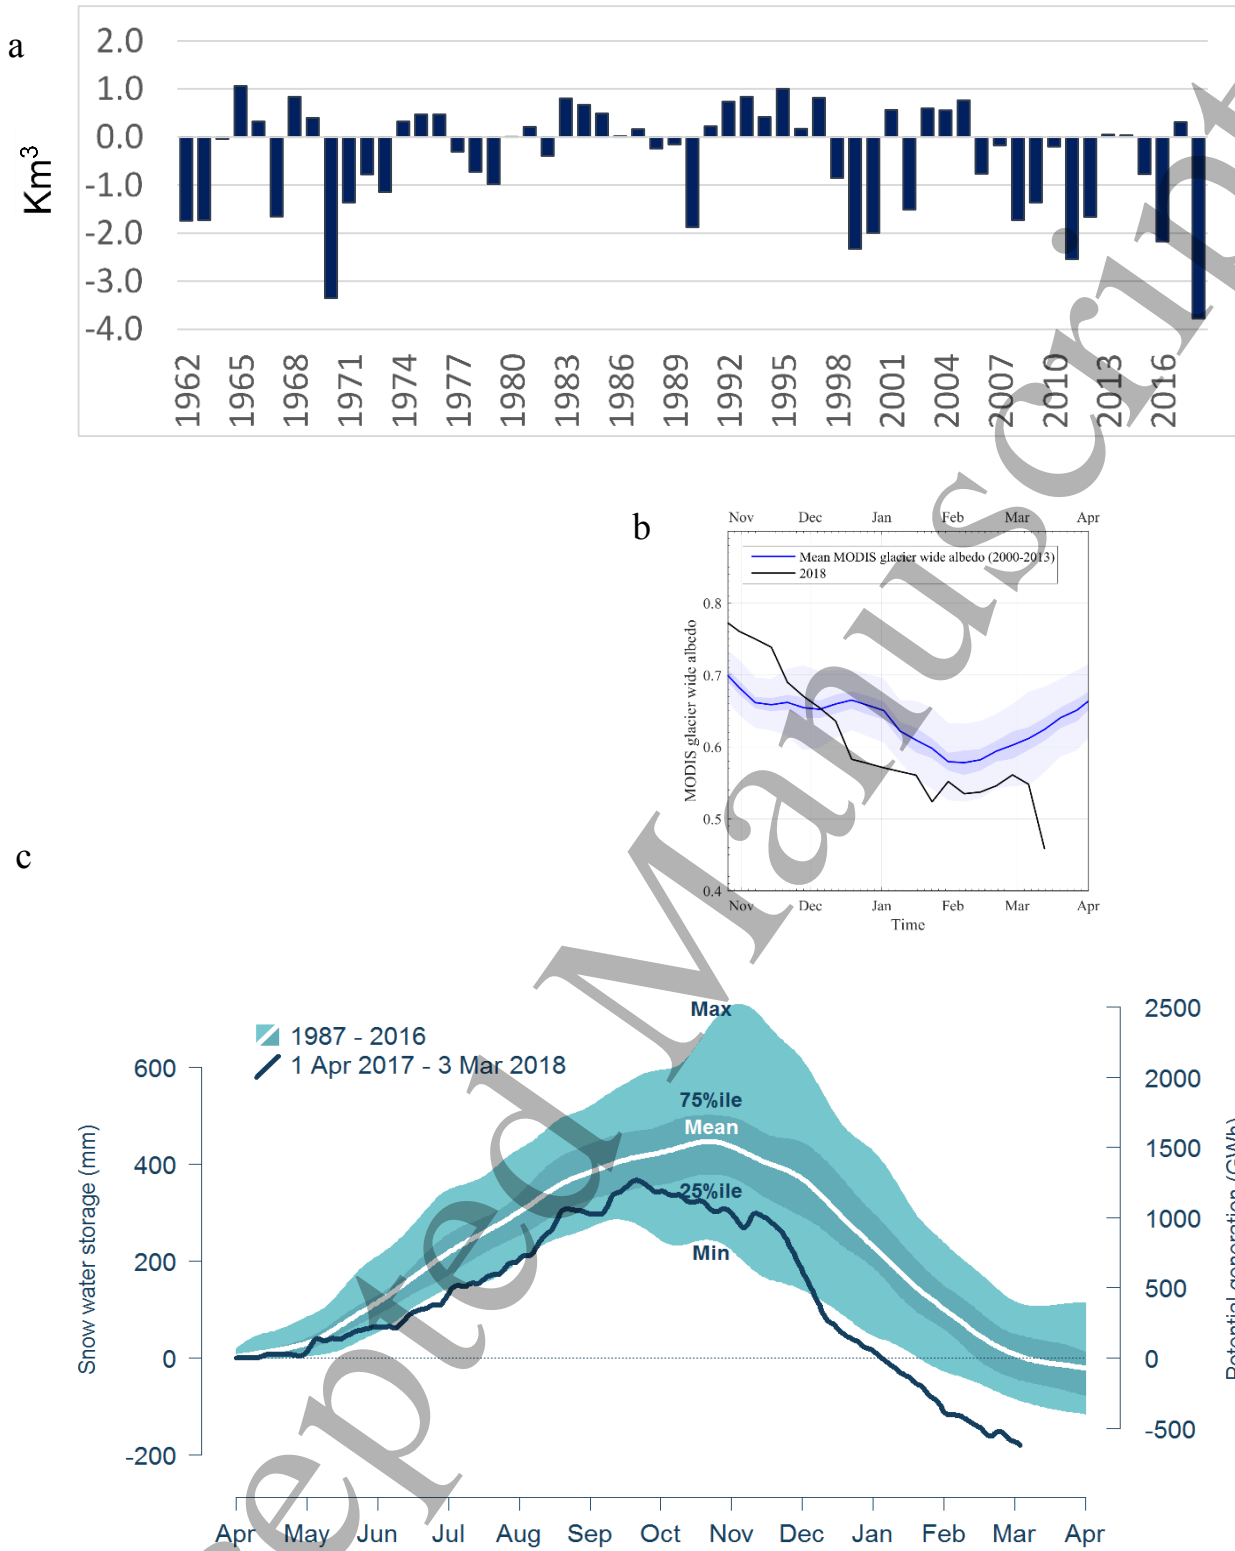 a
2.0
1.0
0.0
-1.0
-2.0
-3.0
-4.0
Km³
1962 1965 1968 1971 1974 1977 1980 1983 1986 1989 1992 1995 1998 2001 2004 2007 2010 2013 2016
b
Nov Dec Jan Feb Mar Apr
Mean MODIS glacier wide albedo (2000-2013)
2018
0.8
0.7
0.6
0.5
0.4
MODIS glacier wide albedo
Nov Dec Jan Feb Mar Apr
Time
c
1987 - 2016
1 Apr 2017 - 3 Mar 2018
Max
75%ile
Mean
25%ile
Min
600
400
200
0
-200
Snow water storage (mm)
2500
2000
1500
1000
500
0
-500
Potential generation (GWh)
Apr May Jun Jul Aug Sep Oct Nov Dec Jan Feb Mar Apr
epted Manuscript